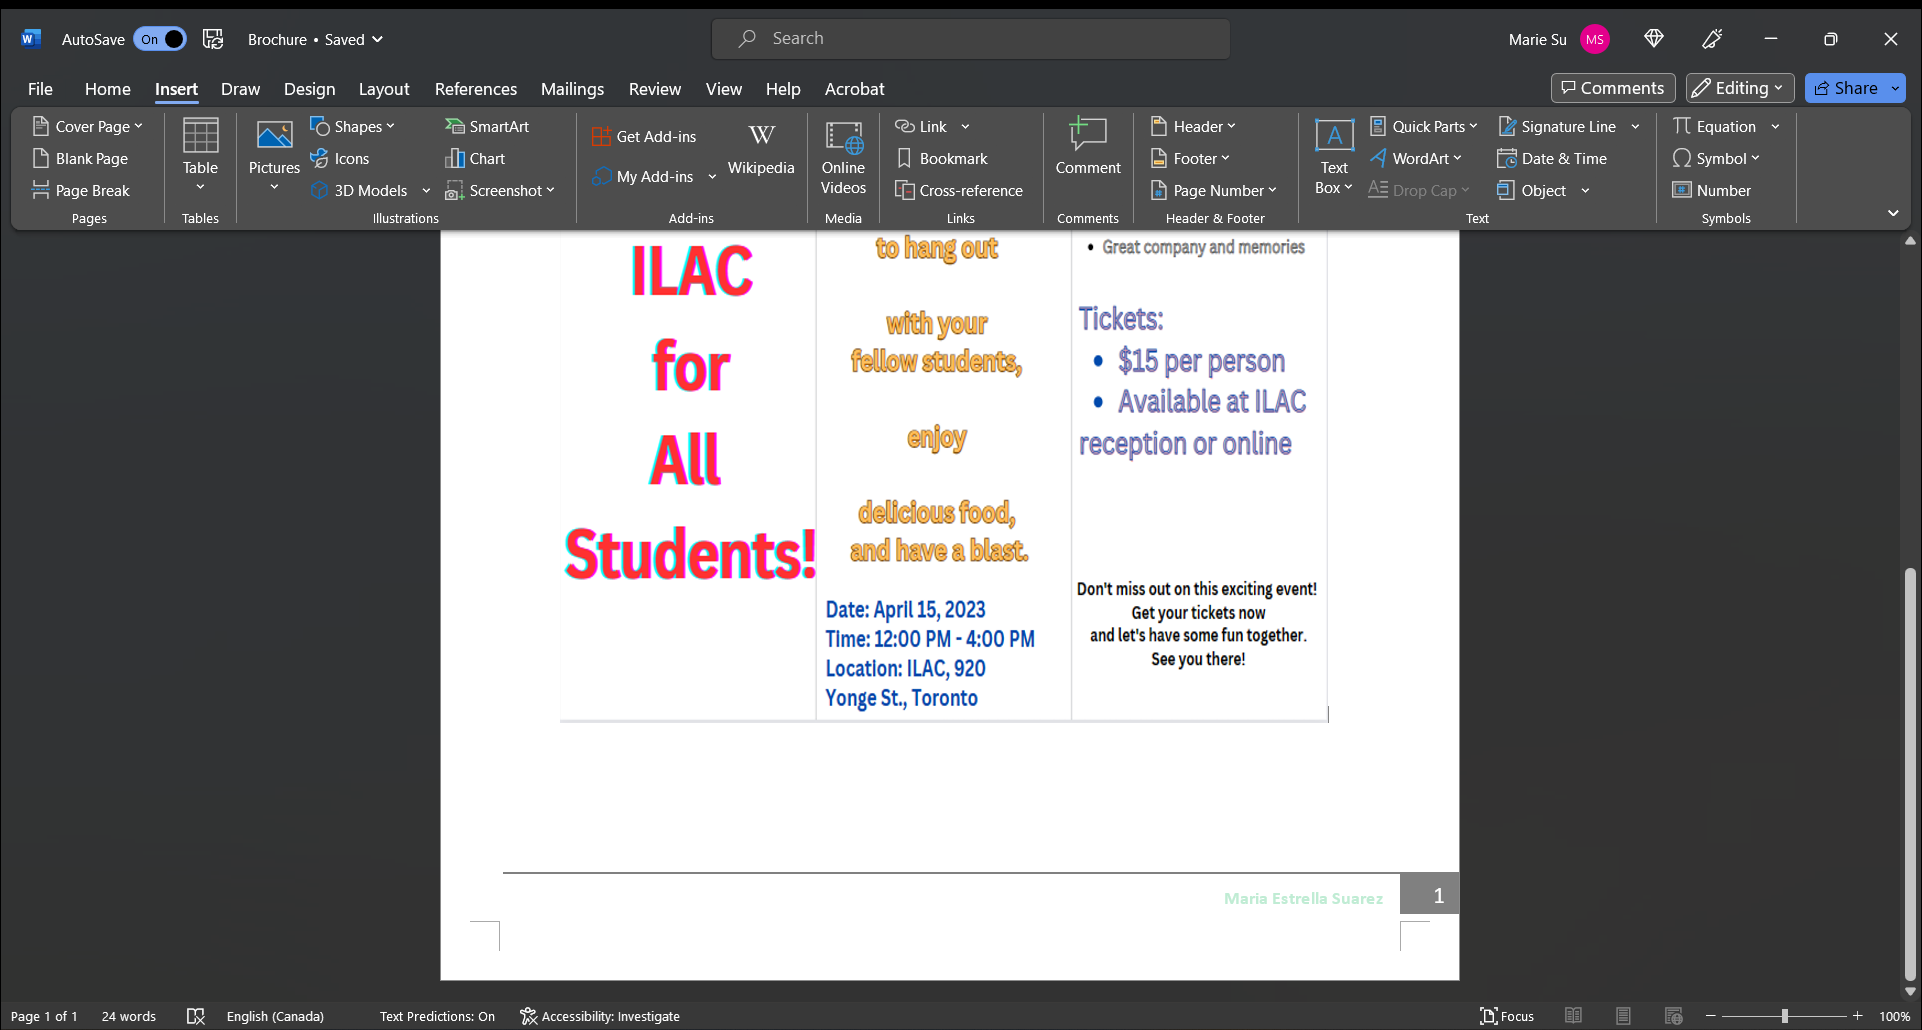 AutoSave On Brochure • Saved Search Marie Su MS
File Home Insert Draw Design Layout References Mailings Review View Help Acrobat Comments Editing Share
Cover Page
Blank Page
Page Break
Pages
Table
Tables
Pictures
Shapes
Icons
3D Models
SmartArt
Chart
Screenshot
Illustrations
Get Add-ins
My Add-ins
W
Wikipedia
Add-ins
Online
Videos
Media
Link
Bookmark
Cross-reference
Links
Comment
Comments
Header
Footer
Page Number
Header & Footer
A
Text
Box
Quick Parts
WordArt
Drop Cap
Signature Line
Date & Time
Object
Text
Equation
Symbol
Number
Symbols
ILAC
for
All
Students!
to hang out
with your
fellow students,
enjoy
delicious food,
and have a blast.
Date: April 15, 2023
Time: 12:00 PM - 4:00 PM
Location: ILAC, 920
Yonge St., Toronto
• Great company and memories
Tickets:
• $15 per person
• Available at ILAC
reception or online
Don't miss out on this exciting event!
Get your tickets now
and let's have some fun together.
See you there!
Maria Estrella Suarez 1
Page 1 of 1 24 words English (Canada) Text Predictions: On Accessibility: Investigate Focus 100%